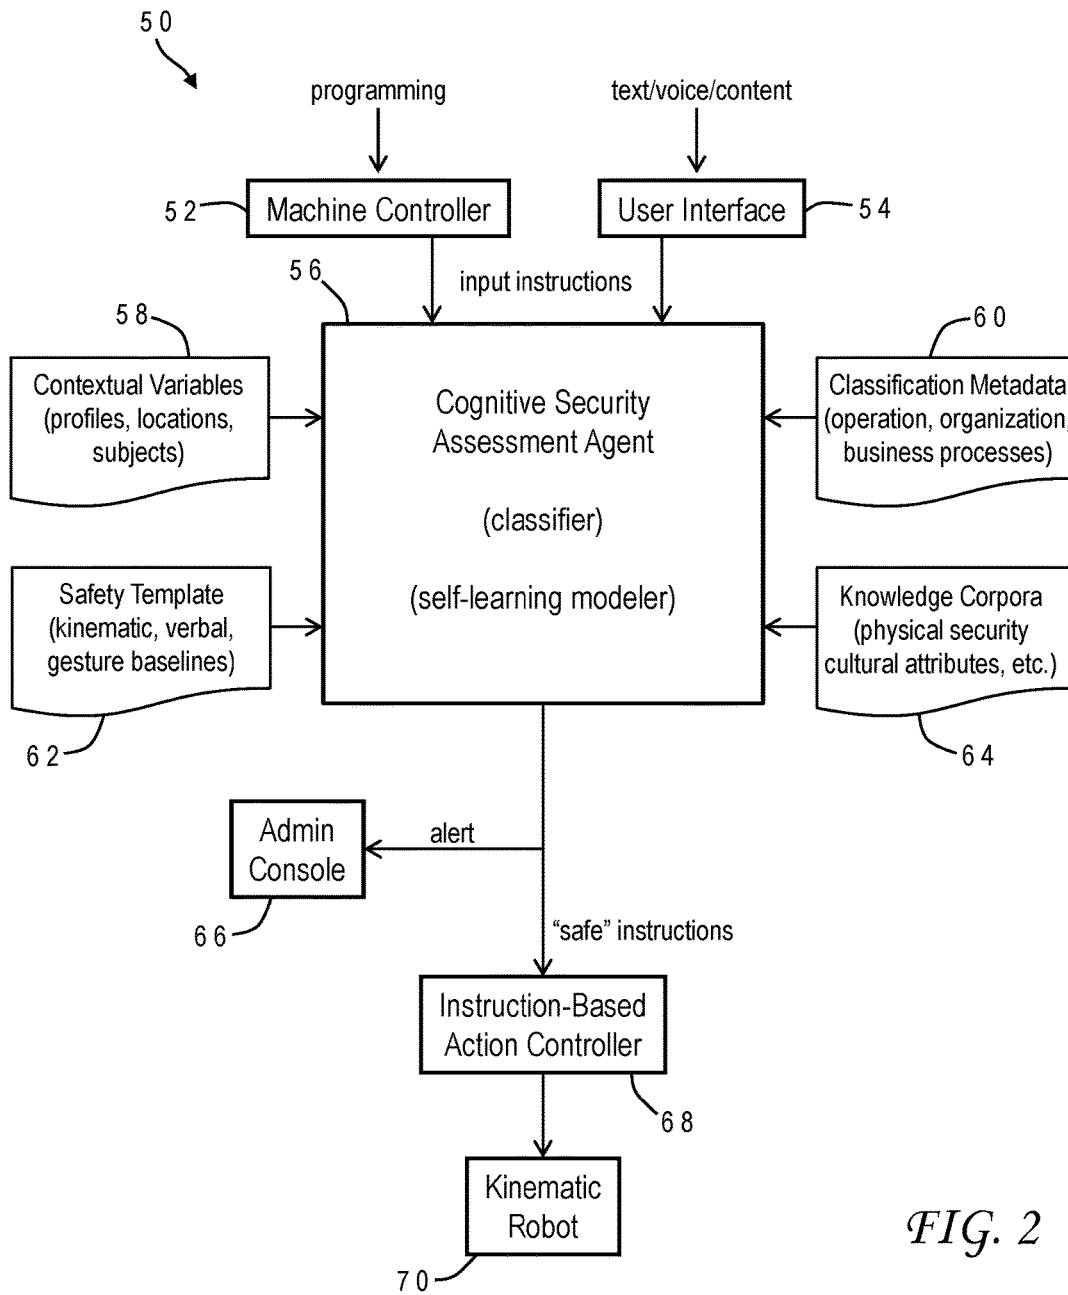 50
programming
text/voice/content
52
Machine Controller
User Interface
54
56
input instructions
58
60
Contextual Variables
(profiles, locations,
subjects)
Cognitive Security
Assessment Agent
(classifier)
(self-learning modeler)
Classification Metadata
(operation, organization,
business processes)
Safety Template
(kinematic, verbal,
gesture baselines)
Knowledge Corpora
(physical security
cultural attributes, etc.)
62
64
Admin
Console
alert
66
“safe” instructions
Instruction-Based
Action Controller
68
Kinematic
Robot
70
FIG. 2